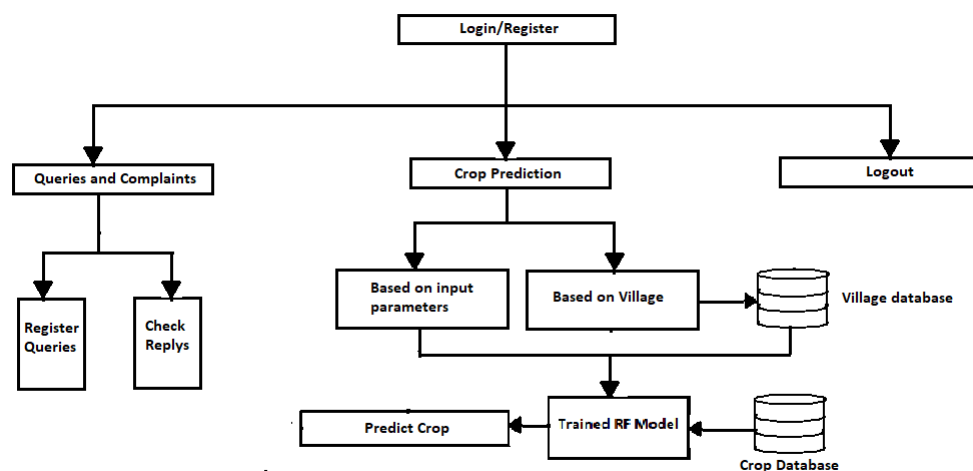 Login/Register
Queries and Complaints
Crop Prediction
Logout
Based on input
parameters
Based on Village
Village database
Register
Queries
Check
Replys
Predict Crop
Trained RF Model
Crop Database